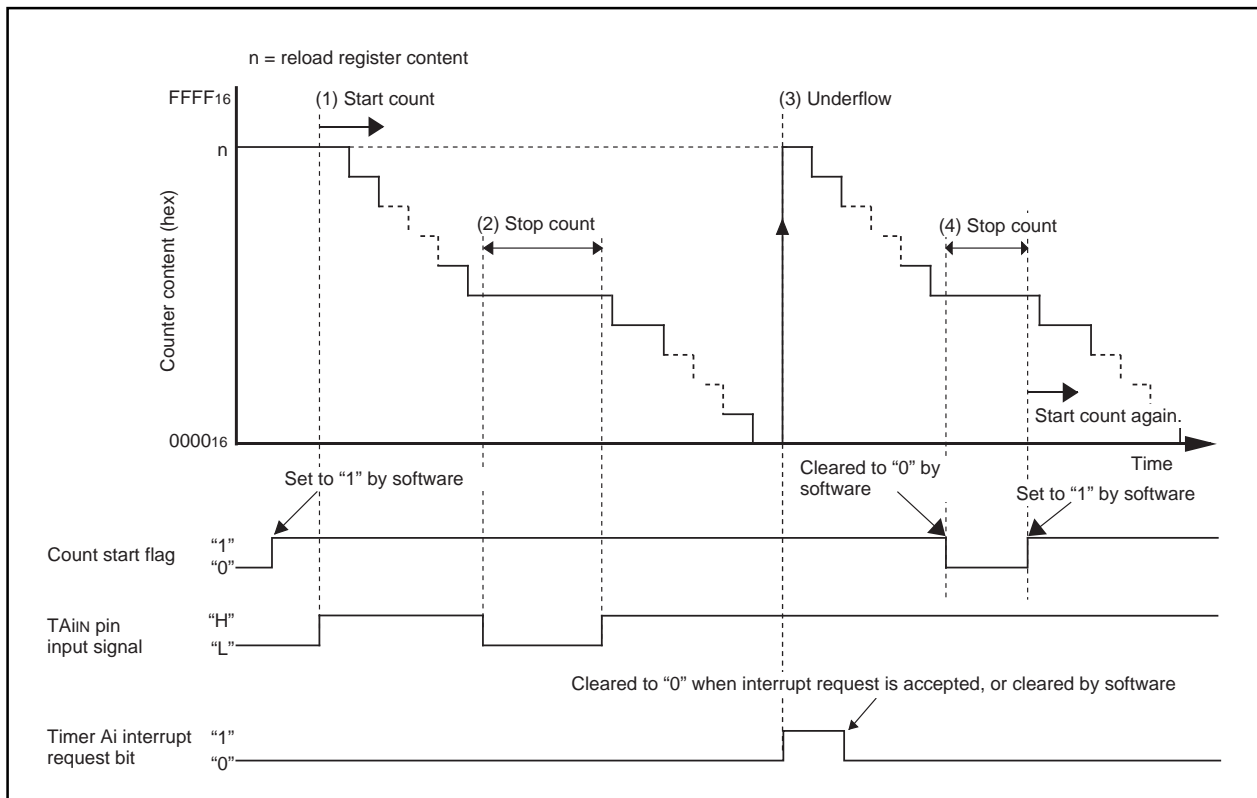 n = reload register content
FFFF16
(1) Start count
(3) Underflow
n
Counter content (hex)
(2) Stop count
(4) Stop count
Start count again.
000016
Time
Set to “1” by software
Cleared to “0” by
software
Set to “1” by software
Count start flag
“1”
“0”
TAiIN pin
input signal
“H”
“L”
Cleared to “0” when interrupt request is accepted, or cleared by software
Timer Ai interrupt
request bit
“1”
“0”